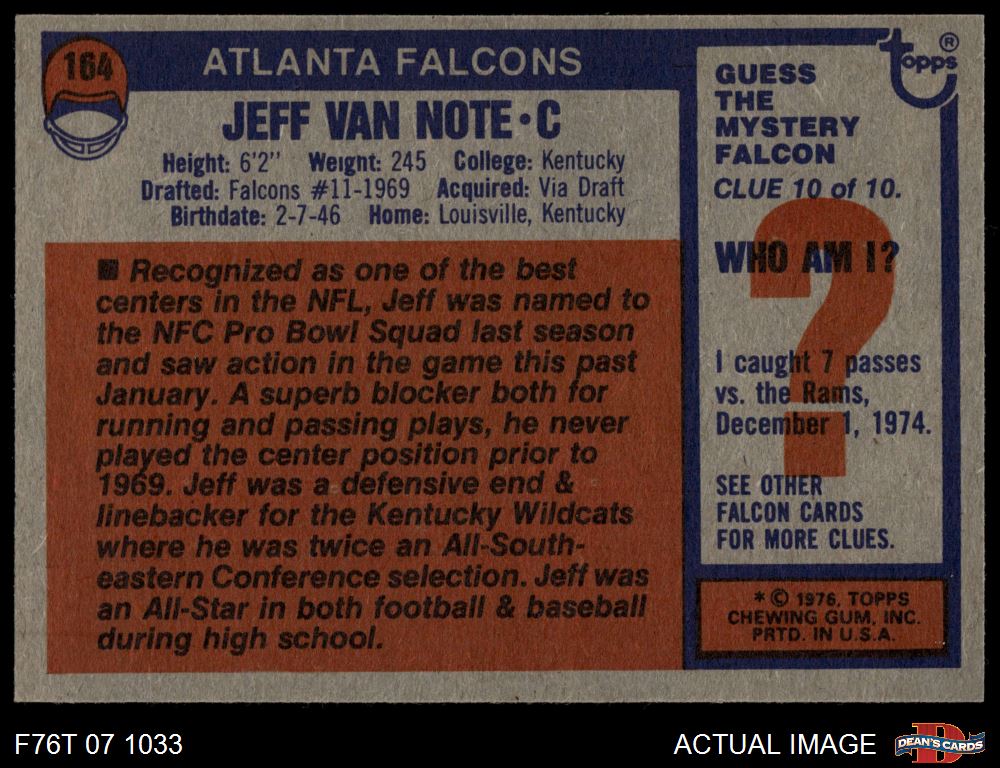 164
ATLANTA FALCONS
JEFF VAN NOTE • C
Height: 6'2" Weight: 245 College: Kentucky
Drafted: Falcons #11-1969 Acquired: Via Draft
Birthdate: 2-7-46 Home: Louisville, Kentucky
■ Recognized as one of the best
centers in the NFL, Jeff was named to
the NFC Pro Bowl Squad last season
and saw action in the game this past
January. A superb blocker both for
running and passing plays, he never
played the center position prior to
1969. Jeff was a defensive end &
linebacker for the Kentucky Wildcats
where he was twice an All-South-
eastern Conference selection. Jeff was
an All-Star in both football & baseball
during high school.
topps®
GUESS
THE
MYSTERY
FALCON
CLUE 10 of 10.
?
WHO AM I?
I caught 7 passes
vs. the Rams,
December 1, 1974.
SEE OTHER
FALCON CARDS
FOR MORE CLUES.
* © 1976, TOPPS
CHEWING GUM, INC.
PRTD. IN U.S.A.
F76T 07 1033
ACTUAL IMAGE
D
DEAN'S CARDS